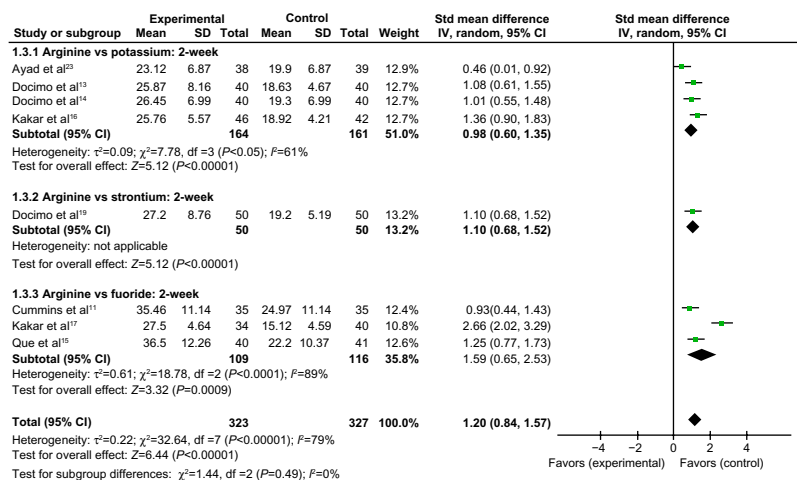 Experimental Control Std mean difference Std mean difference
Study or subgroup Mean SD Total Mean SD Total Weight IV, random, 95% CI IV, random, 95% CI
1.3.1 Arginine vs potassium: 2-week
Ayad et al²³ 23.12 6.87 38 19.9 6.87 39 12.9% 0.46 (0.01, 0.92)
Docimo et al¹³ 25.87 8.16 40 18.63 4.67 40 12.7% 1.08 (0.61, 1.55)
Docimo et al¹⁴ 26.45 6.99 40 19.3 6.99 40 12.7% 1.01 (0.55, 1.48)
Kakar et al¹⁶ 25.76 5.57 46 18.92 4.21 42 12.7% 1.36 (0.90, 1.83)
Subtotal (95% CI) 164 161 51.0% 0.98 (0.60, 1.35)
Heterogeneity: τ²=0.09; χ²=7.78, df =3 (P<0.05); I²=61%
Test for overall effect: Z=5.12 (P<0.00001)
1.3.2 Arginine vs strontium: 2-week
Docimo et al¹⁹ 27.2 8.76 50 19.2 5.19 50 13.2% 1.10 (0.68, 1.52)
Subtotal (95% CI) 50 50 13.2% 1.10 (0.68, 1.52)
Heterogeneity: not applicable
Test for overall effect: Z=5.12 (P<0.00001)
1.3.3 Arginine vs fuoride: 2-week
Cummins et al¹¹ 35.46 11.14 35 24.97 11.14 35 12.4% 0.93(0.44, 1.43)
Kakar et al¹⁷ 27.5 4.64 34 15.12 4.59 40 10.8% 2.66 (2.02, 3.29)
Que et al¹⁵ 36.5 12.26 40 22.2 10.37 41 12.6% 1.25 (0.77, 1.73)
Subtotal (95% CI) 109 116 35.8% 1.59 (0.65, 2.53)
Heterogeneity: τ²=0.61; χ²=18.78, df =2 (P<0.0001); I²=89%
Test for overall effect: Z=3.32 (P=0.0009)
Total (95% CI) 323 327 100.0% 1.20 (0.84, 1.57)
Heterogeneity: τ²=0.22; χ²=32.64, df =7 (P<0.00001); I²=79%
Test for overall effect: Z=6.44 (P<0.00001)
Test for subgroup differences: χ²=1.44, df =2 (P=0.49); I²=0%
−4 −2 0 2 4
Favors (experimental) Favors (control)